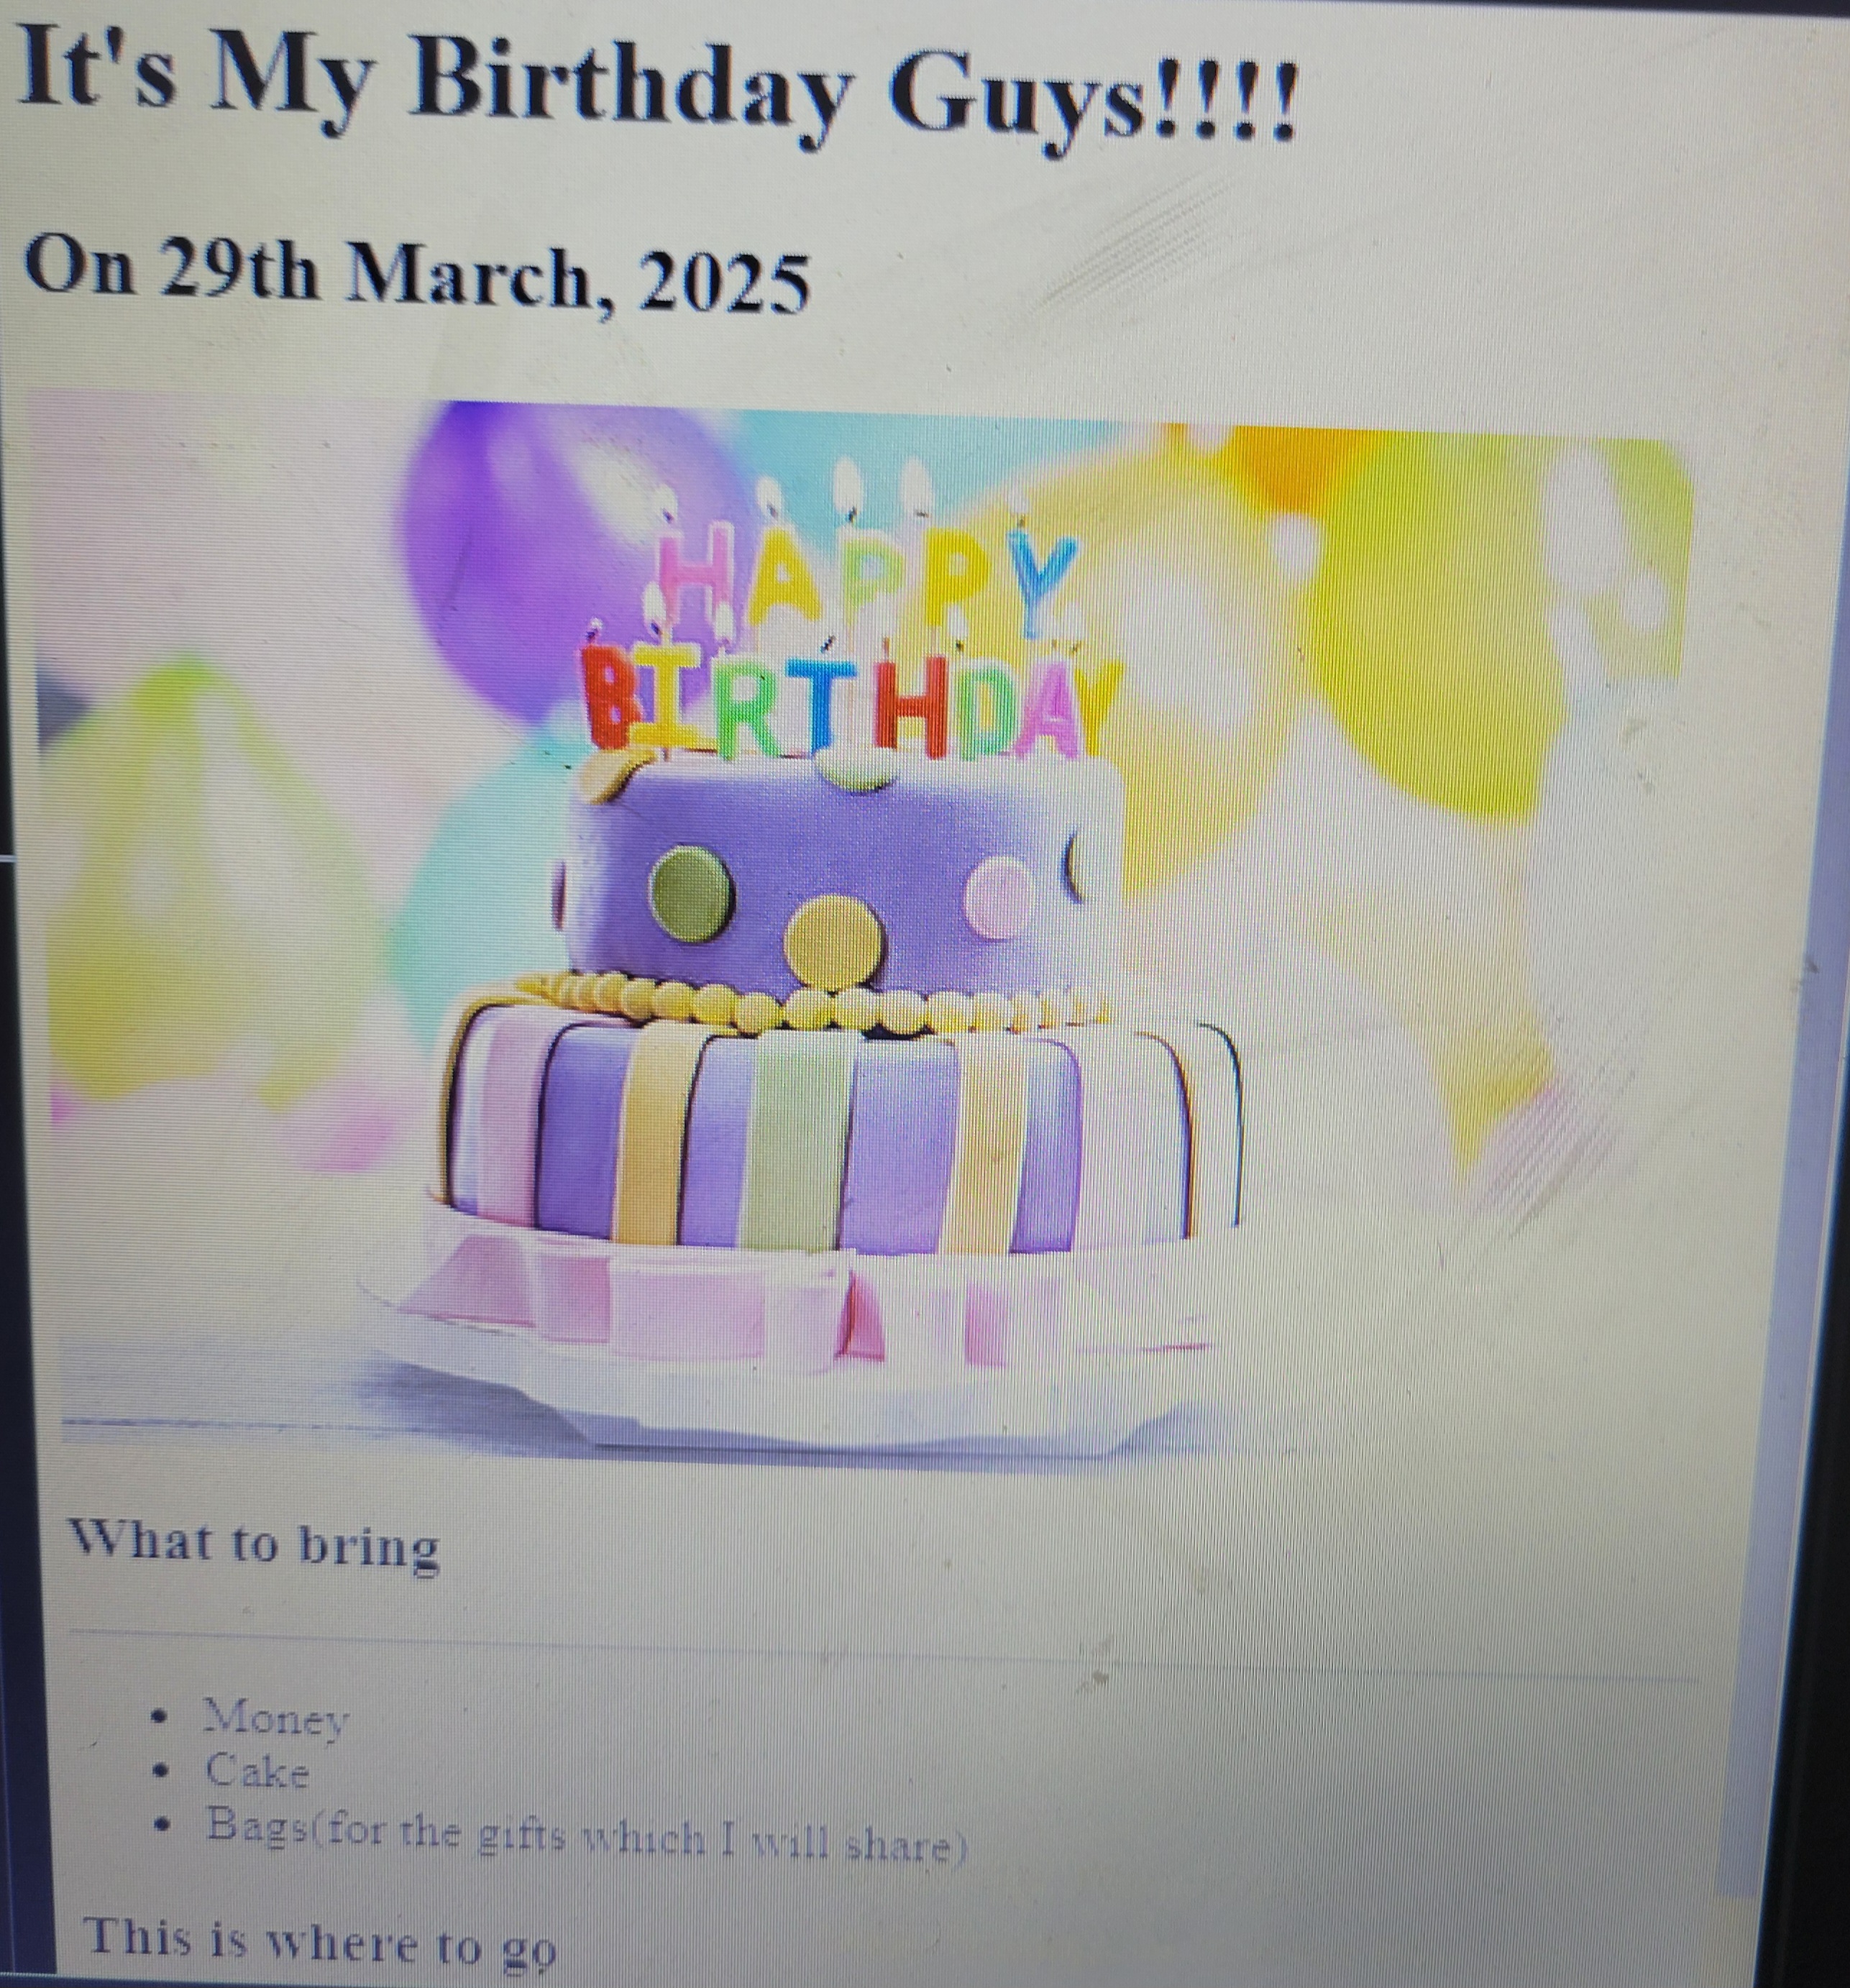 It's My Birthday Guys!!!!
On 29th March, 2025
HAPPY
BIRTHDAY
What to bring
Money
Cake
Bags(for the gifts which I will share)
This is where to go